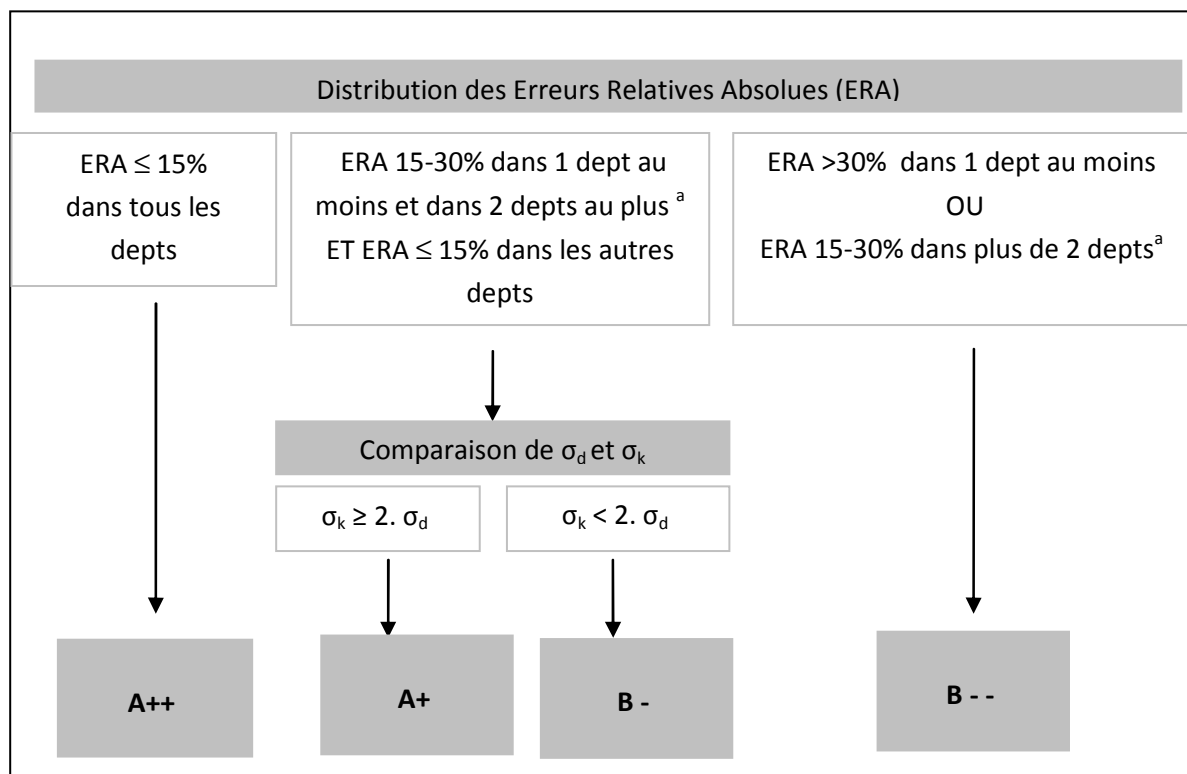 Distribution des Erreurs Relatives Absolues (ERA)
ERA ≤ 15%
dans tous les
depts
ERA 15-30% dans 1 dept au
moins et dans 2 depts au plus ᵃ
ET ERA ≤ 15% dans les autres
depts
ERA >30% dans 1 dept au moins
OU
ERA 15-30% dans plus de 2 deptsᵃ
Comparaison de σd et σk
σk ≥ 2. σd
σk < 2. σd
A++
A+
B -
B - -